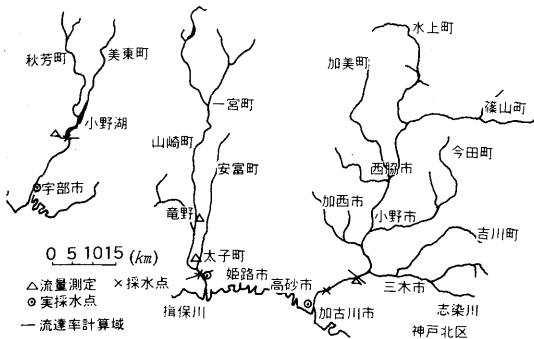 秋芳町
美東町
小野湖
宇部市
一宮町
山崎町
安富町
竜野
太子町
姫路市
揖保川
水上町
加美町
篠山町
今田町
西脇市
加西市
小野市
吉川町
三木市
志染川
神戸北区
高砂市
加古川市
0 5 1015 (km)
△流量測定 ×採水点
◎実採水点
—流達率計算域